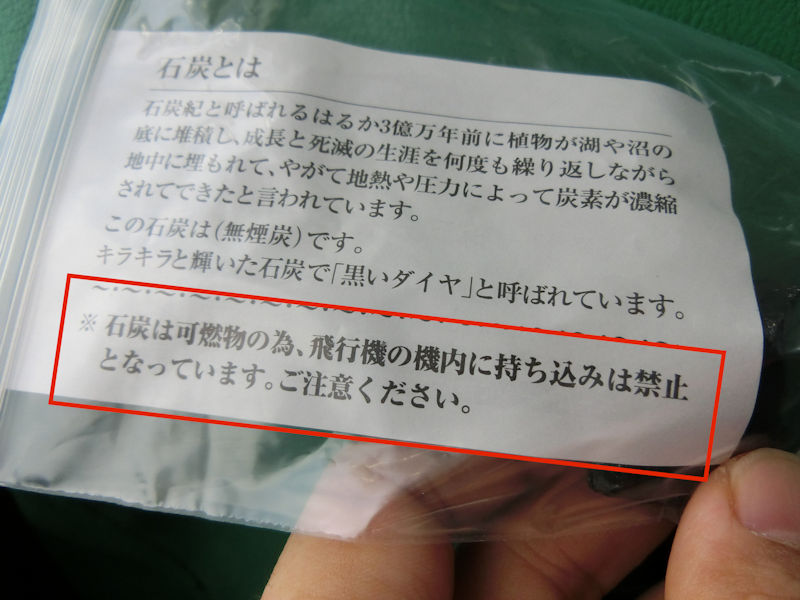 石炭とは
石炭紀と呼ばれるはるか3億万年前に植物が湖や沼の
底に堆積し、成長と死滅の生涯を何度も繰り返しながら
地中に埋もれて、やがて地熱や圧力によって炭素が濃縮
されてできたと言われています。
この石炭は(無煙炭)です。
キラキラと輝いた石炭で「黒いダイヤ」と呼ばれています。
※ 石炭は可燃物の為、飛行機の機内に持ち込みは禁止
となっています。ご注意ください。